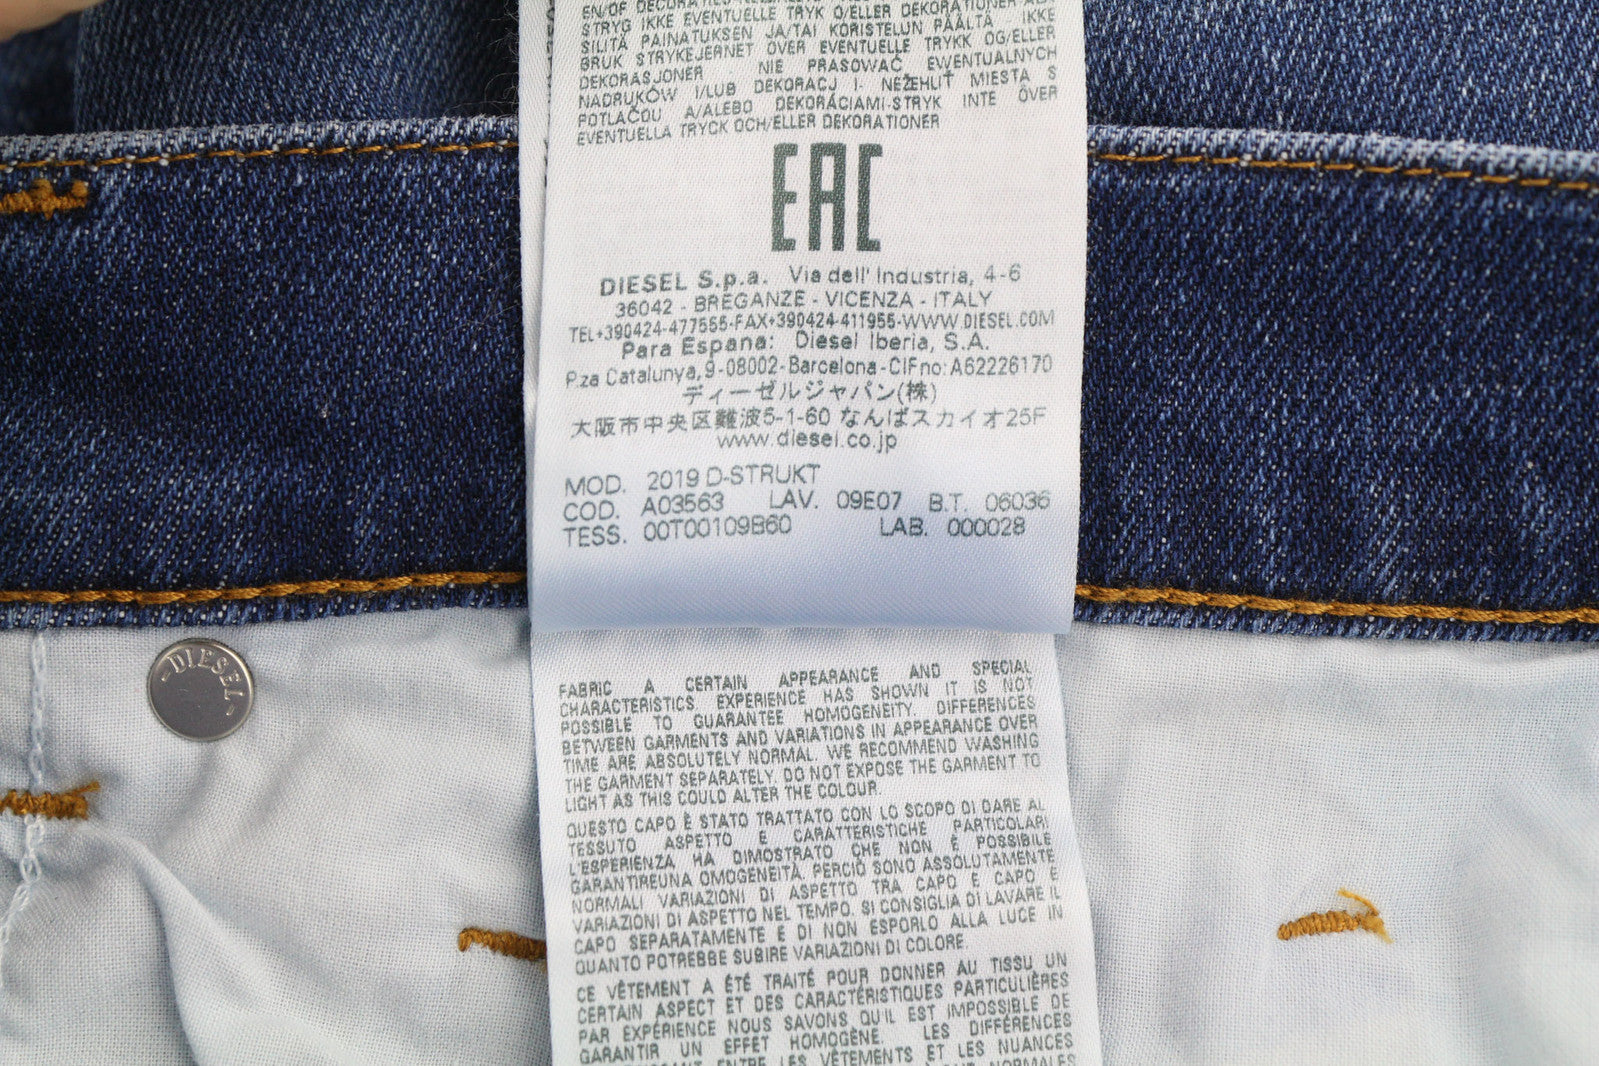 EN/OF
STRYG IKKE EVENTUELLE TRYK O/ELLER DEKORATIONER
SILITÄ PAINATUKSEN JA/TAI KORISTELUN PÄÄLTÄ - IKKE
BRUK STRYKEJERNET OVER EVENTUELLE TRYKK OG/ELLER
DEKORASJONER NIE PRASOWAĆ EWENTUALNYCH
NADRUKÓW I/LUB DEKORACJ I- NEŽEHLIŤ MIESTA S
POTLAČOU A/ALEBO DEKORÁCIAMI-STRYK INTE ÖVER
EVENTUELLA TRYCK OCH/ELLER DEKORATIONER
EAC
DIESEL S.p.a. Via dell' Industria, 4-6
36042 - BREGANZE - VICENZA - ITALY
TEL+390424-477555-FAX+390424-411955-WWW.DIESEL.COM
Para Espana: Diesel Iberia, S.A.
P.za Catalunya, 9-08002-Barcelona-CIFno: A62226170
ディーゼルジャパン(株)
大阪市中央区難波5-1-60 なんばスカイオ25F
www.diesel.co.jp
MOD. 2019 D-STRUKT
COD. A03563 LAV. 09E07 B.T. 06036
TESS. 00T00109B60 LAB. 000028
DIESEL
FABRIC A CERTAIN APPEARANCE AND SPECIAL
CHARACTERISTICS. EXPERIENCE HAS SHOWN IT IS NOT
POSSIBLE TO GUARANTEE HOMOGENEITY. DIFFERENCES
BETWEEN GARMENTS AND VARIATIONS IN APPEARANCE OVER
TIME ARE ABSOLUTELY NORMAL. WE RECOMMEND WASHING
THE GARMENT SEPARATELY. DO NOT EXPOSE THE GARMENT TO
LIGHT AS THIS COULD ALTER THE COLOUR.
QUESTO CAPO È STATO TRATTATO CON LO SCOPO DI DARE AL
TESSUTO ASPETTO E CARATTERISTICHE PARTICOLARI
L'ESPERIENZA HA DIMOSTRATO CHE NON È POSSIBILE
GARANTIREUNA OMOGENEITÀ. PERCIÒ SONO ASSOLUTAMENTE
NORMALI VARIAZIONI DI ASPETTO TRA CAPO E CAPO E
VARIAZIONI DI ASPETTO NEL TEMPO. SI CONSIGLIA DI LAVARE IL
CAPO SEPARATAMENTE E DI NON ESPORLO ALLA LUCE IN
QUANTO POTREBBE SUBIRE VARIAZIONI DI COLORE.
CE VÊTEMENT A ÉTÉ TRAITÉ POUR DONNER AU TISSU UN
CERTAIN ASPECT ET DES CARACTÉRISTIQUES PARTICULIÈRES
PAR EXPÉRIENCE NOUS SAVONS QU'IL EST IMPOSSIBLE DE
GARANTIR UN EFFET HOMOGÈNE. LES DIFFÉRENCES
ENTRE LES VÊTEMENTS ET LES NUANCES
NORMALES